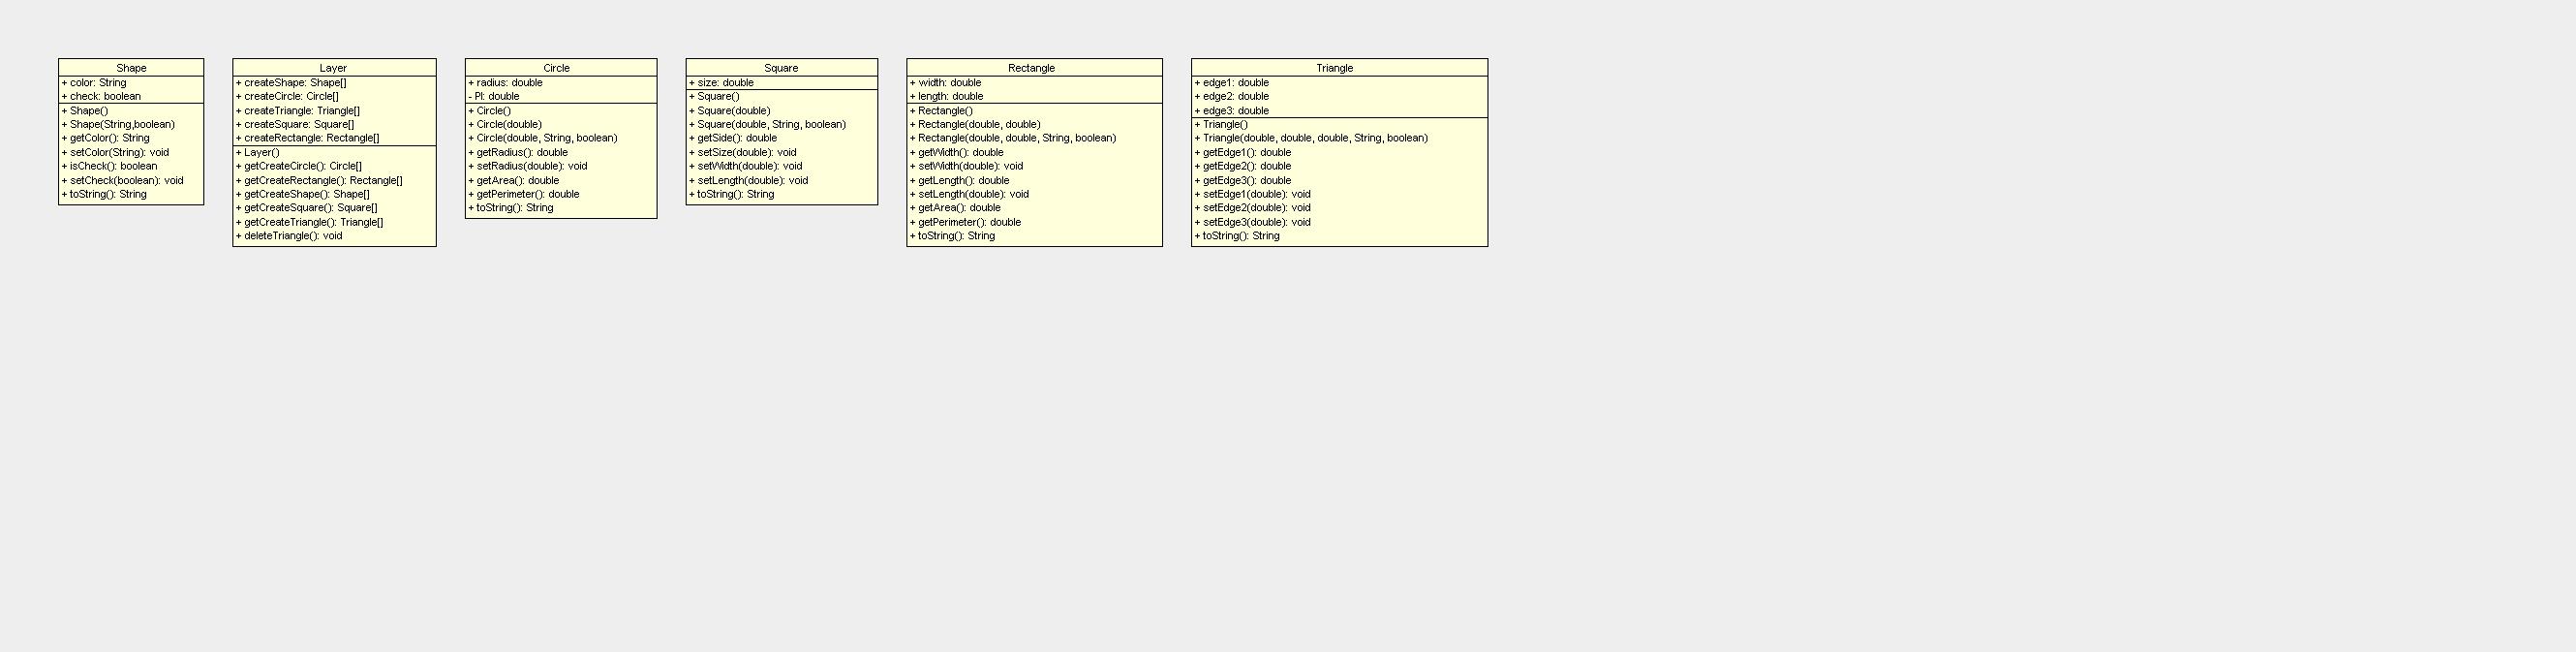 Shape
+ color: String
+ check: boolean
+ Shape()
+ Shape(String,boolean)
+ getColor(): String
+ setColor(String): void
+ isCheck(): boolean
+ setCheck(boolean): void
+ toString(): String
Layer
+ createShape: Shape[]
+ createCircle: Circle[]
+ createTriangle: Triangle[]
+ createSquare: Square[]
+ createRectangle: Rectangle[]
+ Layer()
+ getCreateCircle(): Circle[]
+ getCreateRectangle(): Rectangle[]
+ getCreateShape(): Shape[]
+ getCreateSquare(): Square[]
+ getCreateTriangle(): Triangle[]
+ deleteTriangle(): void
Circle
+ radius: double
- PI: double
+ Circle()
+ Circle(double)
+ Circle(double, String, boolean)
+ getRadius(): double
+ setRadius(double): void
+ getArea(): double
+ getPerimeter(): double
+ toString(): String
Square
+ size: double
+ Square()
+ Square(double)
+ Square(double, String, boolean)
+ getSide(): double
+ setSize(double): void
+ setWidth(double): void
+ setLength(double): void
+ toString(): String
Rectangle
+ width: double
+ length: double
+ Rectangle()
+ Rectangle(double, double)
+ Rectangle(double, double, String, boolean)
+ getWidth(): double
+ setWidth(double): void
+ getLength(): double
+ setLength(double): void
+ getArea(): double
+ getPerimeter(): double
+ toString(): String
Triangle
+ edge1: double
+ edge2: double
+ edge3: double
+ Triangle()
+ Triangle(double, double, double, String, boolean)
+ getEdge1(): double
+ getEdge2(): double
+ getEdge3(): double
+ setEdge1(double): void
+ setEdge2(double): void
+ setEdge3(double): void
+ toString(): String